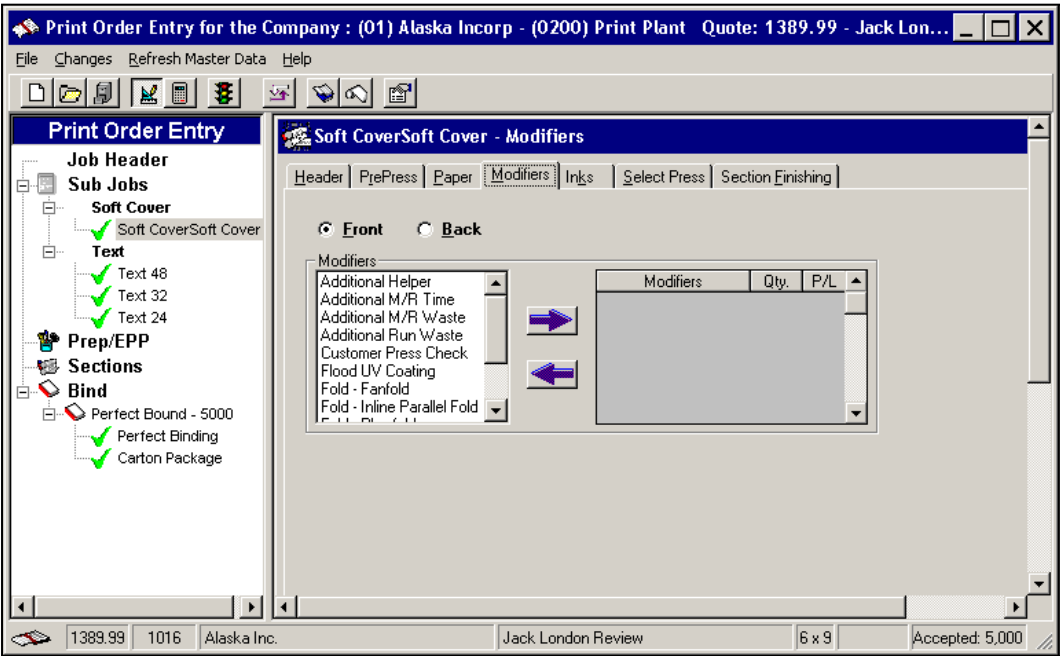 Print Order Entry for the Company : (01) Alaska Incorp - (0200) Print Plant Quote: 1389.99 - Jack Lon...
File Changes Refresh Master Data Help
Print Order Entry
Job Header
Sub Jobs
Soft Cover
Soft CoverSoft Cover
Text
Text 48
Text 32
Text 24
Prep/EPP
Sections
Bind
Perfect Bound - 5000
Perfect Binding
Carton Package
Soft CoverSoft Cover - Modifiers
Header PrePress Paper Modifiers Inks Select Press Section Finishing
Front Back
Modifiers
Additional Helper
Additional M/R Time
Additional M/R Waste
Additional Run Waste
Customer Press Check
Flood UV Coating
Fold - Fanfold
Fold - Inline Parallel Fold
Modifiers Qty. P/L
1389.99 1016 Alaska Inc. Jack London Review 6 x 9 Accepted: 5,000